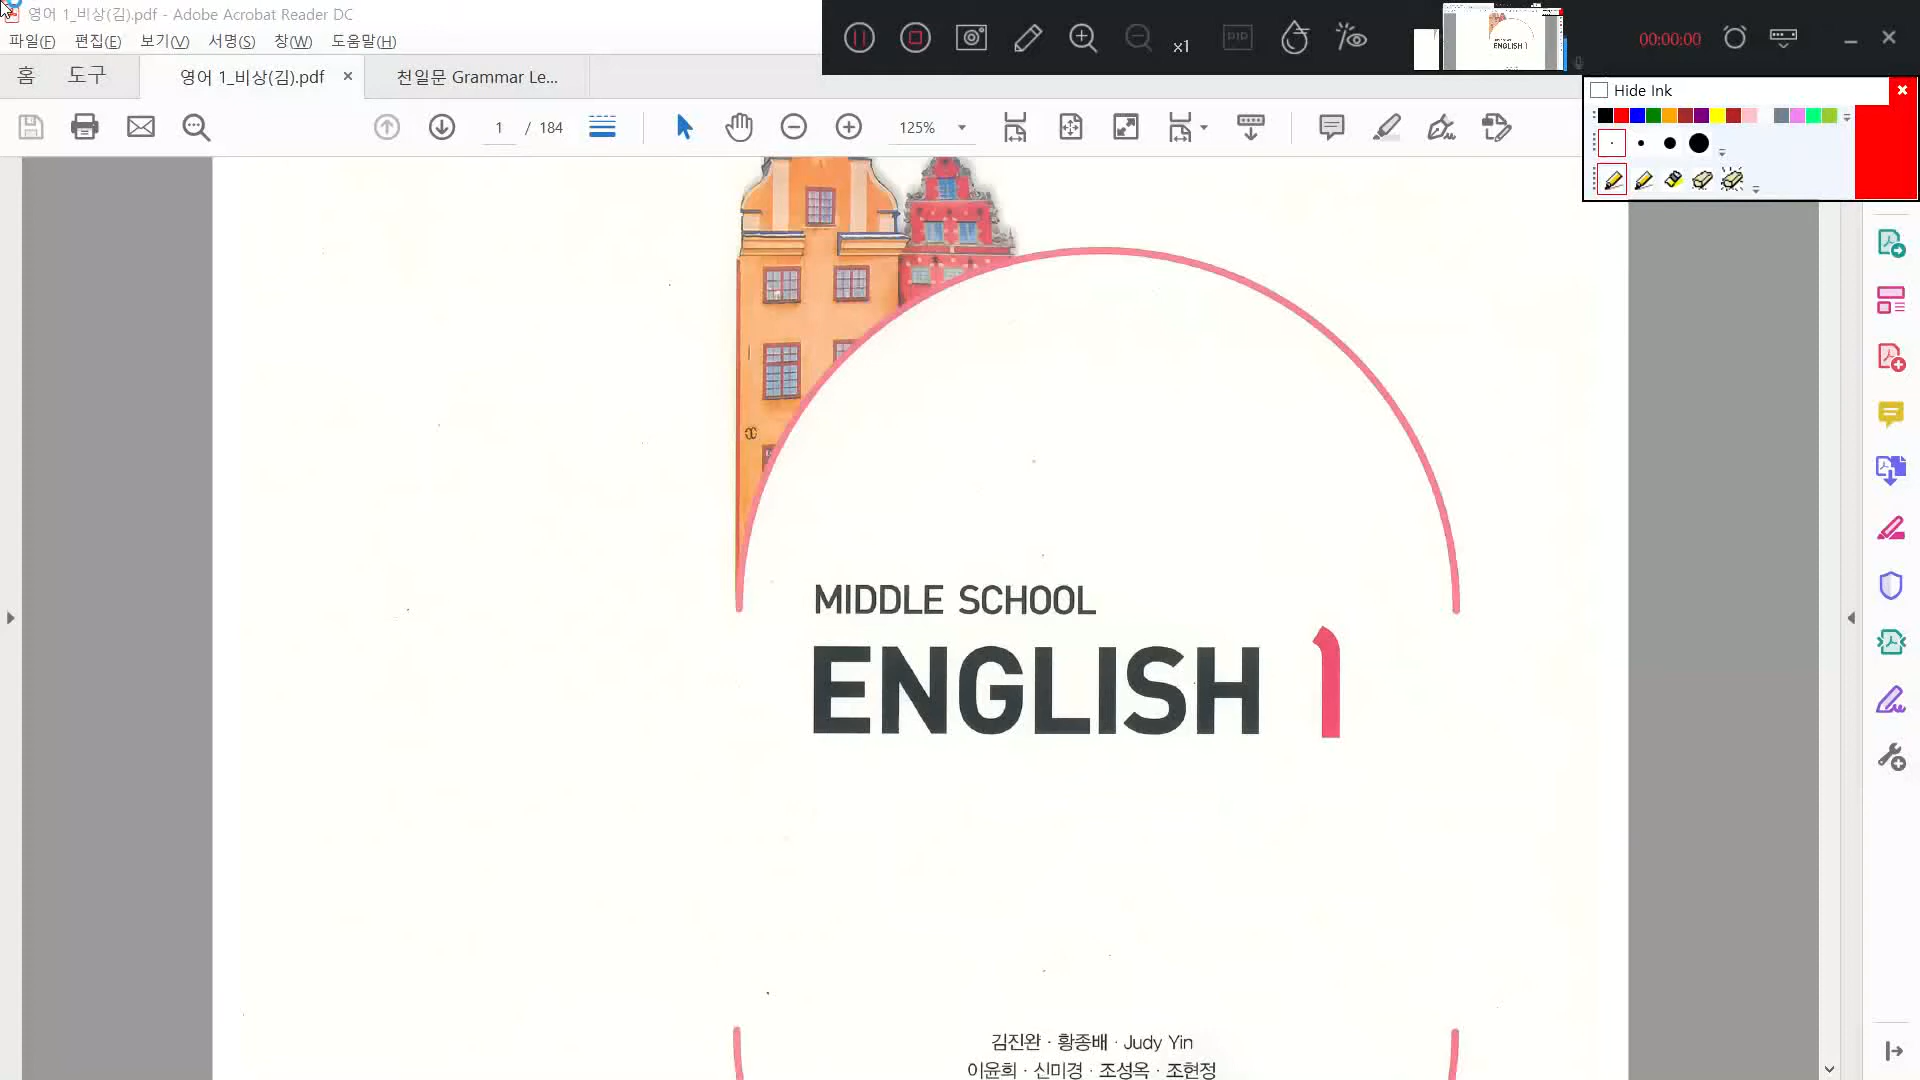 영어 1_비상(김).pdf - Adobe Acrobat Reader DC
파일(F) 편집(E) 보기(V) 서명(S) 창(W) 도움말(H)
x1
PIP
00:00:00
홈 도구 영어 1_비상(김).pdf × 천일문 Grammar Le...
Hide Ink
1 / 184
125%
MIDDLE SCHOOL
ENGLISH 1
김진완 · 황종배 · Judy Yin
이윤희 · 신미경 · 조성옥 · 조현정